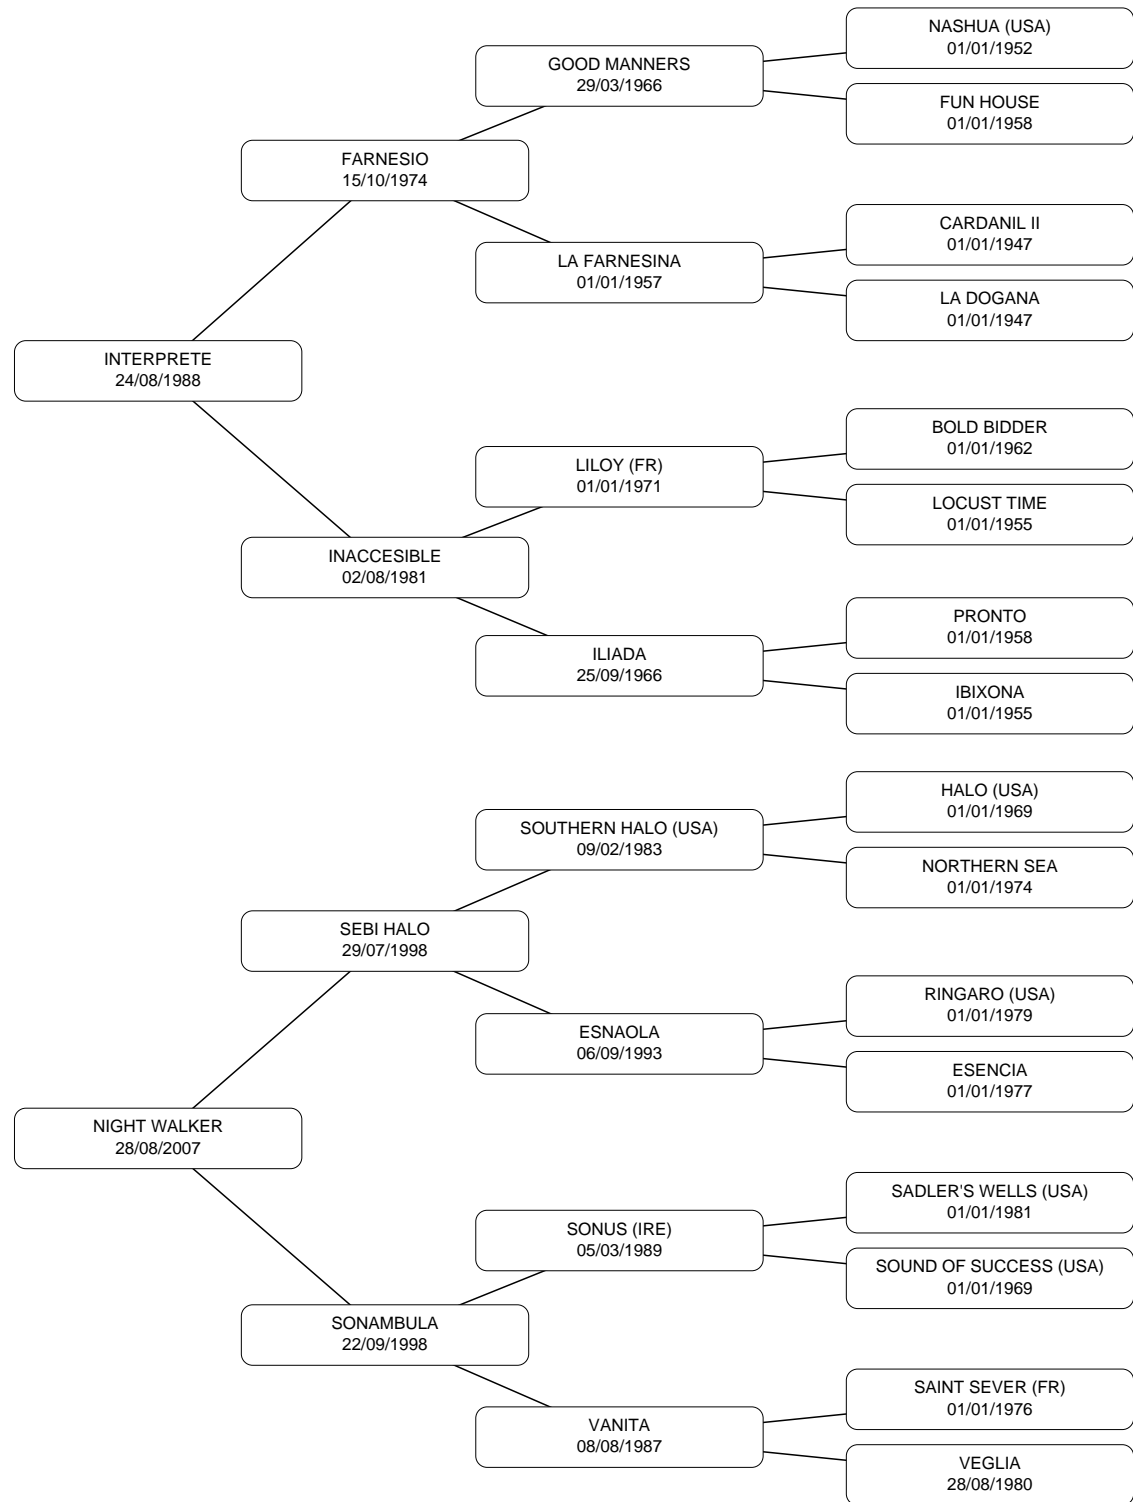 NASHUA (USA)
01/01/1952
GOOD MANNERS
29/03/1966
FUN HOUSE
01/01/1958
FARNESIO
15/10/1974
CARDANIL II
01/01/1947
LA FARNESINA
01/01/1957
LA DOGANA
01/01/1947
INTERPRETE
24/08/1988
BOLD BIDDER
01/01/1962
LILOY (FR)
01/01/1971
LOCUST TIME
01/01/1955
INACCESIBLE
02/08/1981
PRONTO
01/01/1958
ILIADA
25/09/1966
IBIXONA
01/01/1955
HALO (USA)
01/01/1969
SOUTHERN HALO (USA)
09/02/1983
NORTHERN SEA
01/01/1974
SEBI HALO
29/07/1998
RINGARO (USA)
01/01/1979
ESNAOLA
06/09/1993
ESENCIA
01/01/1977
NIGHT WALKER
28/08/2007
SADLER'S WELLS (USA)
01/01/1981
SONUS (IRE)
05/03/1989
SOUND OF SUCCESS (USA)
01/01/1969
SONAMBULA
22/09/1998
SAINT SEVER (FR)
01/01/1976
VANITA
08/08/1987
VEGLIA
28/08/1980